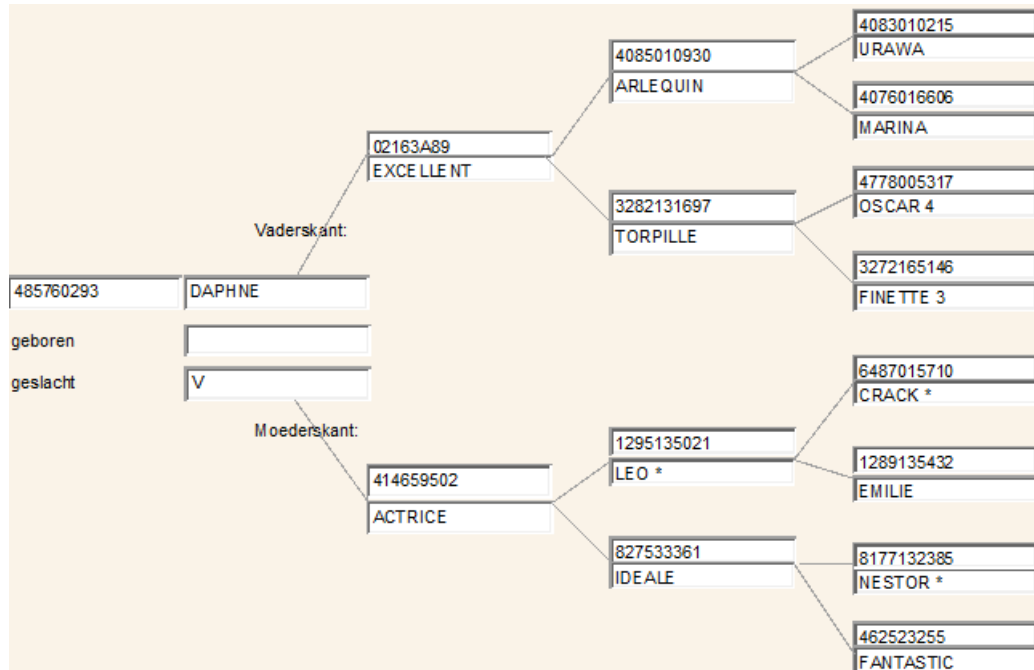 4083010215
URAWA
4085010930
ARLEQUIN
4076016606
MARINA
02163A89
EXCELLENT
4778005317
OSCAR 4
3282131697
TORPILLE
Vaderskant:
3272165146
FINETTE 3
485760293
DAPHNE
geboren
geslacht
V
6487015710
CRACK *
Moederskant:
1295135021
LEO *
1289135432
EMILIE
414659502
ACTRICE
827533361
IDEALE
8177132385
NESTOR *
462523255
FANTASTIC